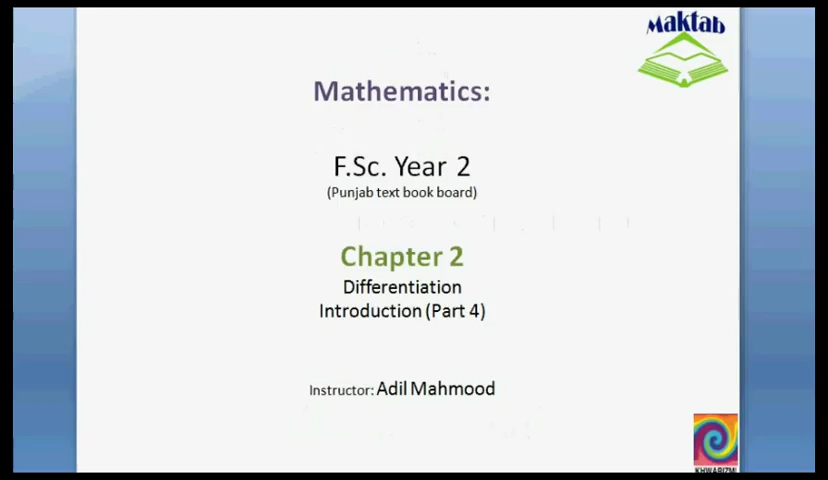 Maktab
Mathematics:
F.Sc. Year 2
(Punjab text book board)
Chapter 2
Differentiation
Introduction (Part 4)
Instructor: Adil Mahmood
KHWARIZMI